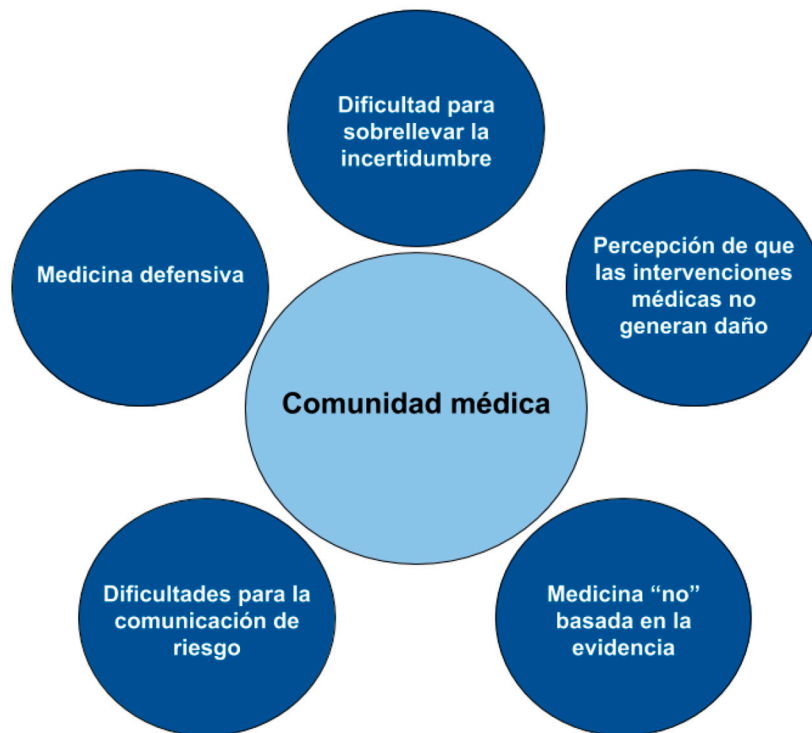 Dificultad para
sobrellevar la
incertidumbre
Medicina defensiva
Percepción de que
las intervenciones
médicas no
generan daño
Comunidad médica
Dificultades para la
comunicación de
riesgo
Medicina “no”
basada en la
evidencia